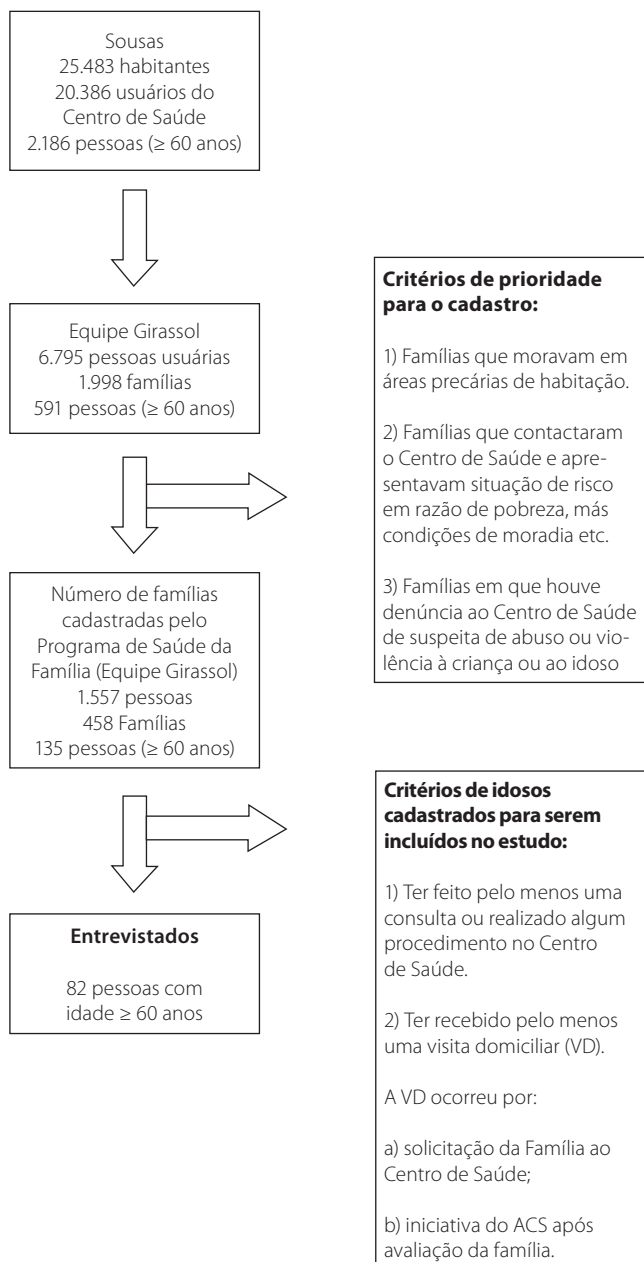 Sousas
25.483 habitantes
20.386 usuários do
Centro de Saúde
2.186 pessoas (≥ 60 anos)
Equipe Girassol
6.795 pessoas usuárias
1.998 famílias
591 pessoas (≥ 60 anos)
Critérios de prioridade
para o cadastro:
1) Famílias que moravam em
áreas precárias de habitação.
2) Famílias que contactaram
o Centro de Saúde e apre-
sentavam situação de risco
em razão de pobreza, más
condições de moradia etc.
3) Famílias em que houve
denúncia ao Centro de Saúde
de suspeita de abuso ou vio-
lência à criança ou ao idoso
Número de famílias
cadastradas pelo
Programa de Saúde da
Família (Equipe Girassol)
1.557 pessoas
458 Famílias
135 pessoas (≥ 60 anos)
Critérios de idosos
cadastrados para serem
incluídos no estudo:
1) Ter feito pelo menos uma
consulta ou realizado algum
procedimento no Centro
de Saúde.
2) Ter recebido pelo menos
uma visita domiciliar (VD).
A VD ocorreu por:
a) solicitação da Família ao
Centro de Saúde;
b) iniciativa do ACS após
avaliação da família.
Entrevistados
82 pessoas com
idade ≥ 60 anos